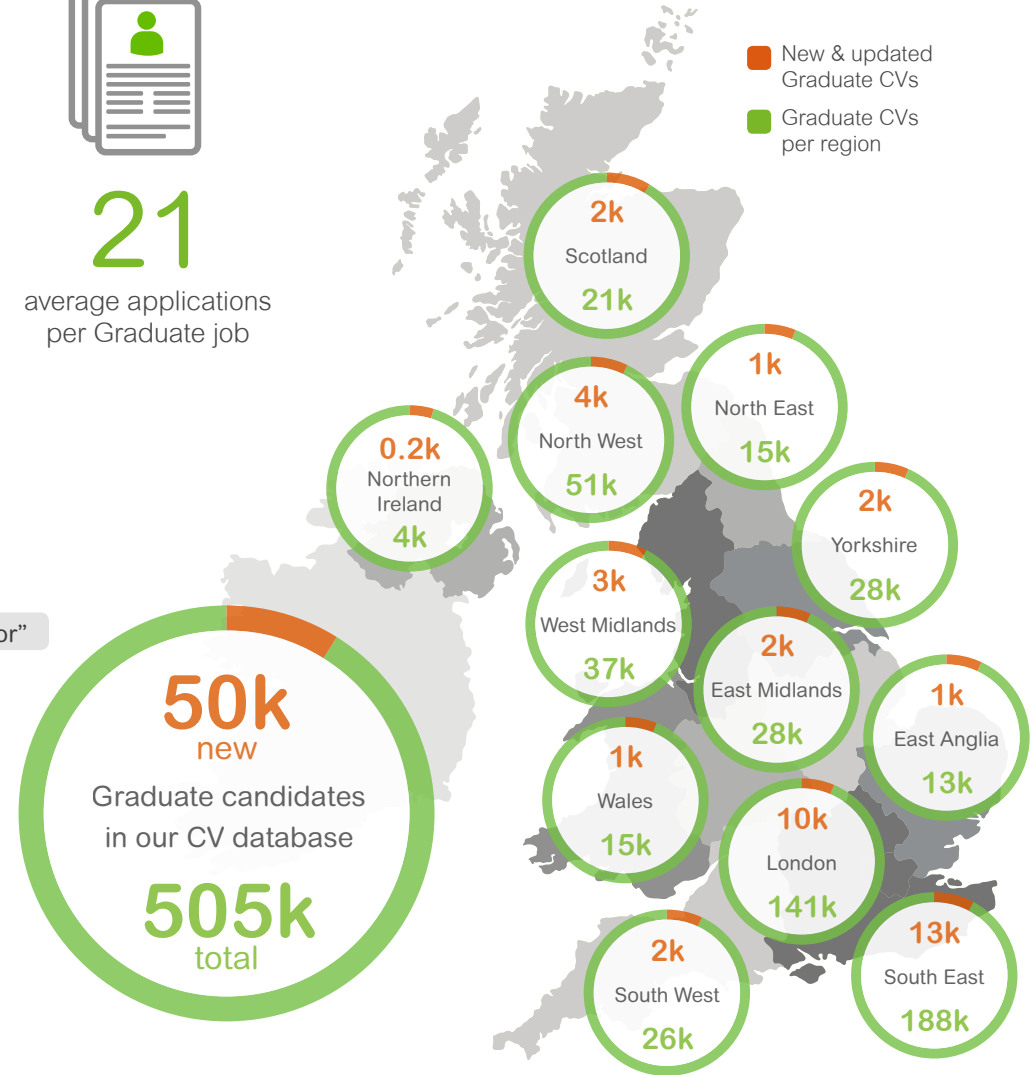 New & updated
Graduate CVs
Graduate CVs
per region
21
average applications
per Graduate job
2k
Scotland
21k
1k
North East
15k
4k
North West
51k
0.2k
Northern
Ireland
4k
2k
Yorkshire
28k
3k
West Midlands
37k
2k
East Midlands
28k
or”
50k
new
Graduate candidates
in our CV database
505k
total
1k
East Anglia
13k
1k
Wales
15k
10k
London
141k
2k
South West
26k
13k
South East
188k